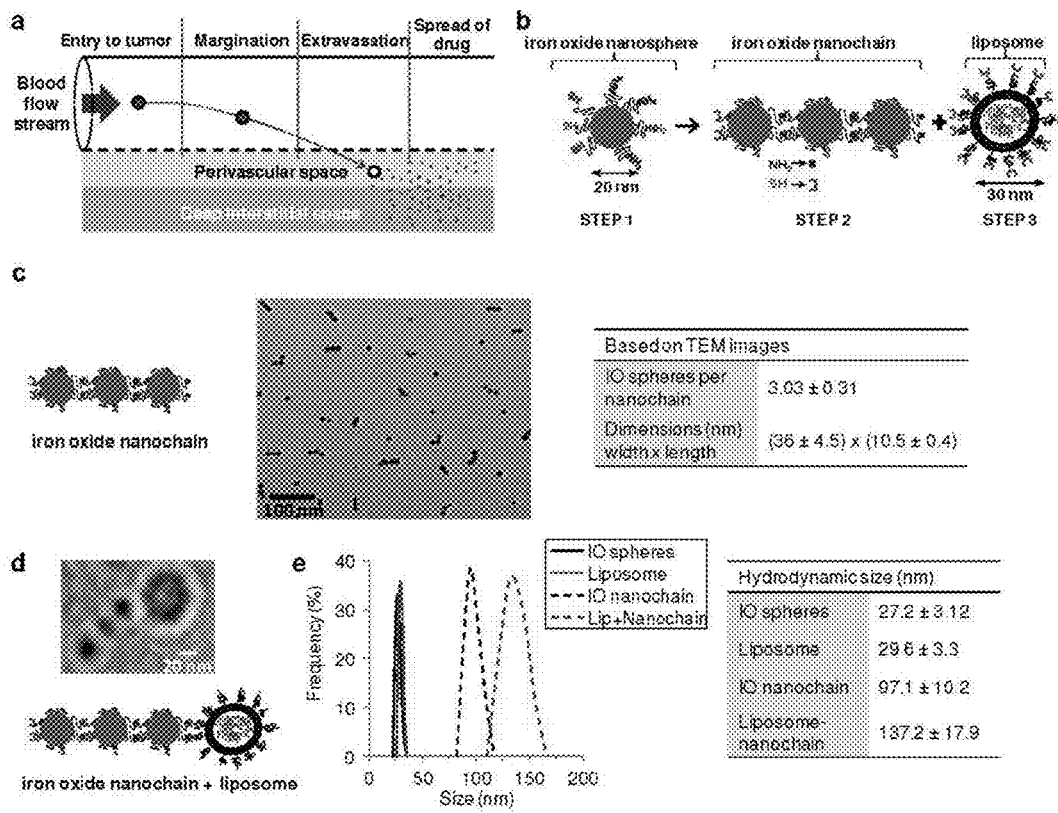 a
Entry to tumor
Margination
Extravasation
Spread of
drug
Blood
flow
stream
Perivascular space
Deep interstitial space
b
iron oxide nanosphere
iron oxide nanochain
liposome
+
NH₂→
SH→
20 nm
30 nm
STEP 1
STEP 2
STEP 3
c
iron oxide nanochain
100 nm
Based on TEM images
IO spheres per
nanochain
3.03 ± 0.31
Dimensions (nm)
width x length
(36 ± 4.5) x (10.5 ± 0.4)
d
20 nm
iron oxide nanochain + liposome
e
IO spheres
Liposome
IO nanochain
Lip+Nanochain
Frequency (%)
40
30
20
10
0
0
50
100
150
200
Size (nm)
Hydrodynamic size (nm)
IO spheres
27.2 ± 3.12
Liposome
29.6 ± 3.3
IO nanochain
97.1 ± 10.2
Liposome-
nanochain
137.2 ± 17.9